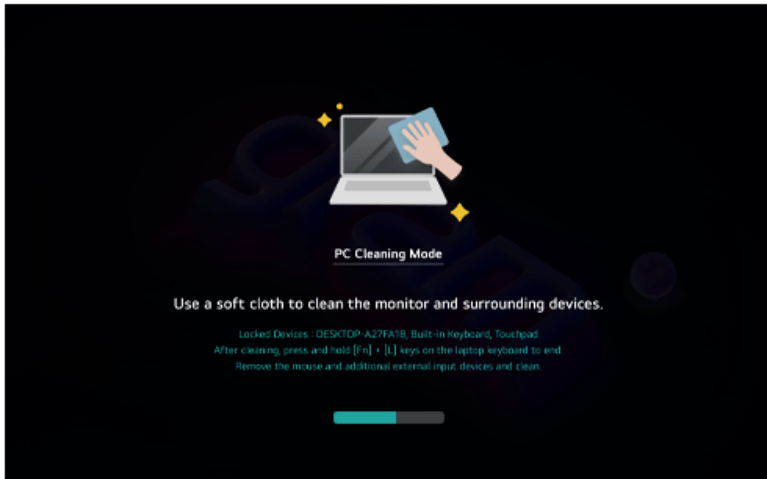 PC Cleaning Mode
Use a soft cloth to clean the monitor and surrounding devices.
Locked Devices : DESKTOP-A27FA1B, Built-in Keyboard, Touchpad
After cleaning, press and hold [Fn] + [L] keys on the laptop keyboard to end.
Remove the mouse and additional external input devices and clean.